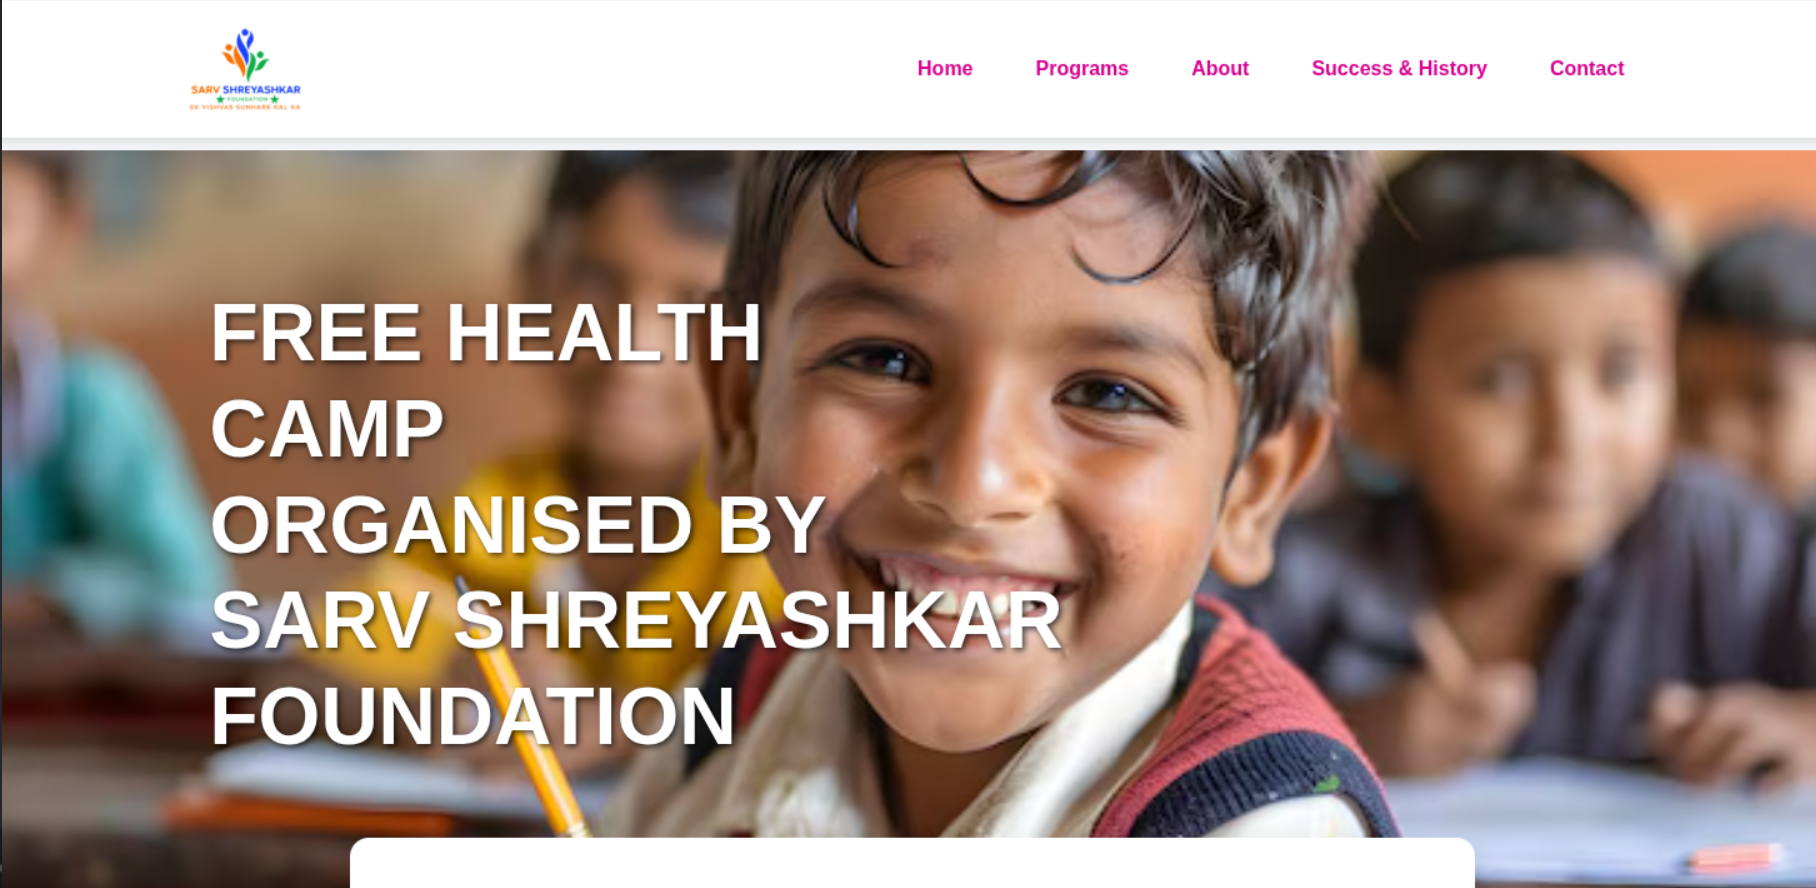 SARV SHREYASHKAR
FOUNDATION
EK VISHVAS SUNHARE KAL KA
Home
Programs
About
Success & History
Contact
FREE HEALTH
CAMP
ORGANISED BY
SARV SHREYASHKAR
FOUNDATION